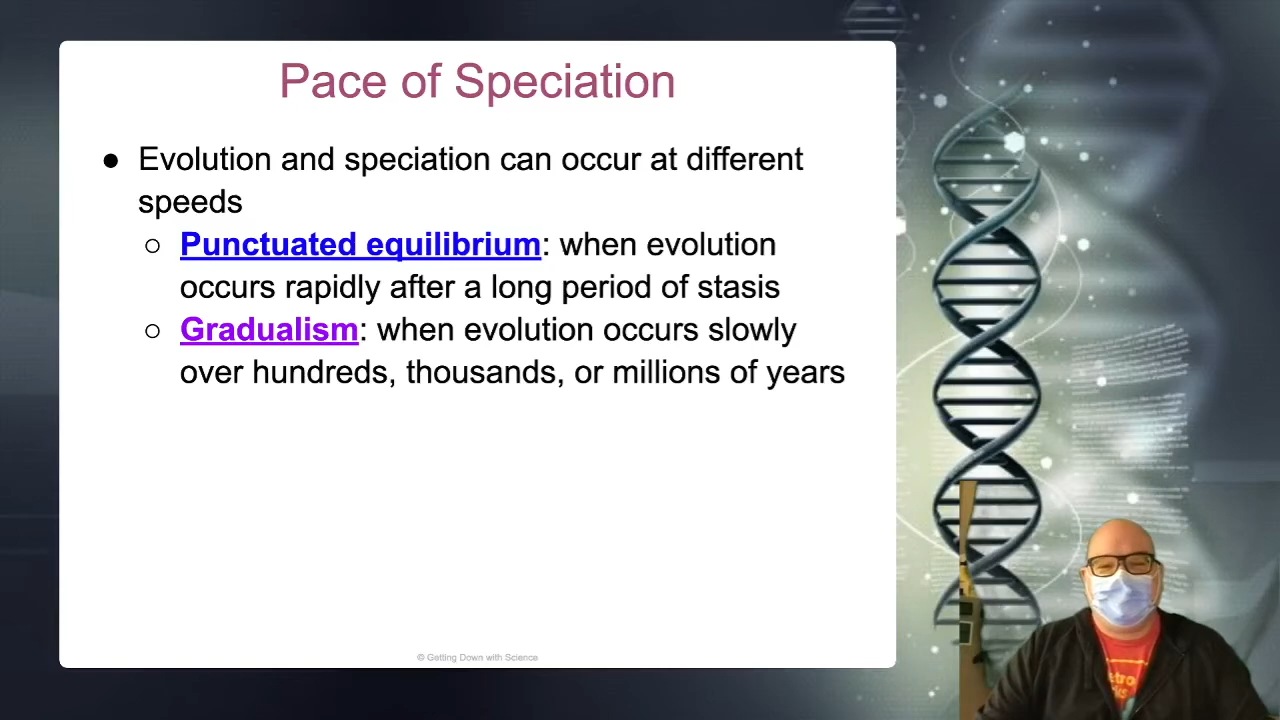 Pace of Speciation
● Evolution and speciation can occur at different
speeds
○ Punctuated equilibrium: when evolution
occurs rapidly after a long period of stasis
○ Gradualism: when evolution occurs slowly
over hundreds, thousands, or millions of years
© Getting Down with Science